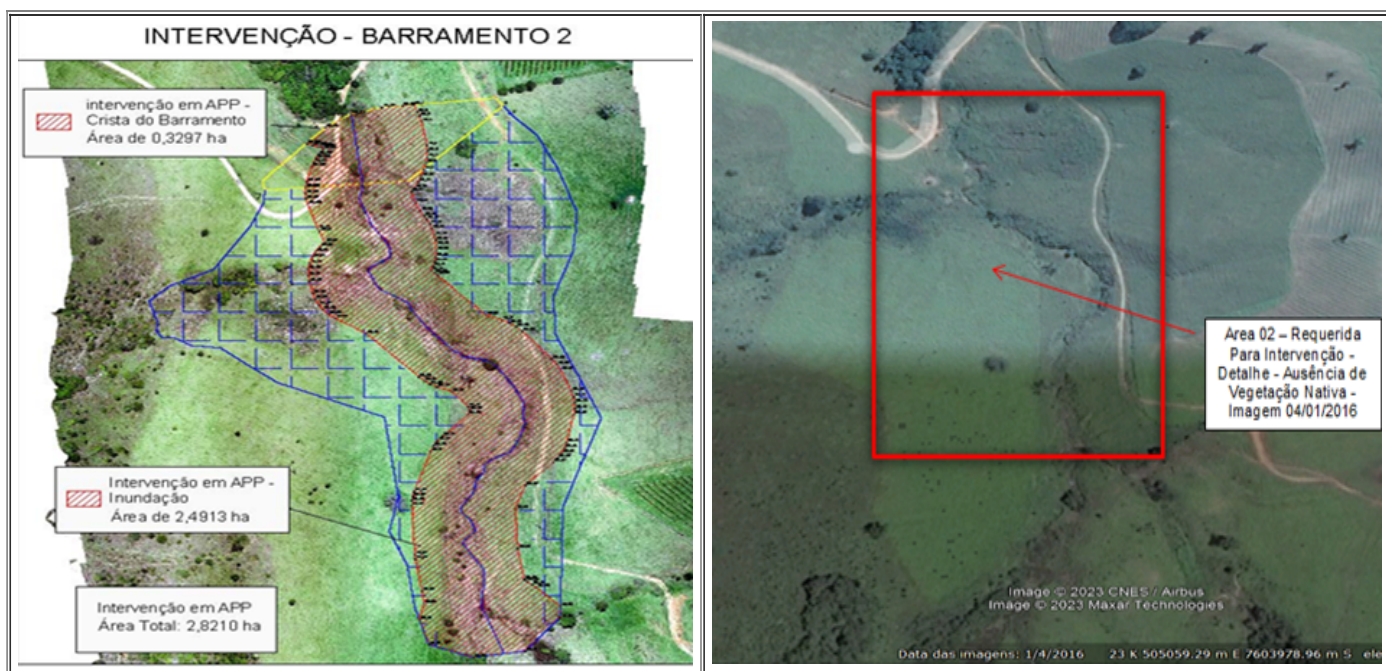 INTERVENÇÃO - BARRAMENTO 2
intervenção em APP -
Crista do Barramento
Área de 0,3297 ha
Intervenção em APP -
Inundação
Área de 2,4913 ha
Intervenção em APP
Área Total: 2,8210 ha
Area 02 – Requerida
Para Intervenção -
Detalhe - Ausência de
Vegetação Nativa -
Imagem 04/01/2016
Image © 2023 CNES / Airbus
Image © 2023 Maxar Technologies
Data das imagens: 1/4/2016 23 K 505059.29 m E 7603978.96 m S ele